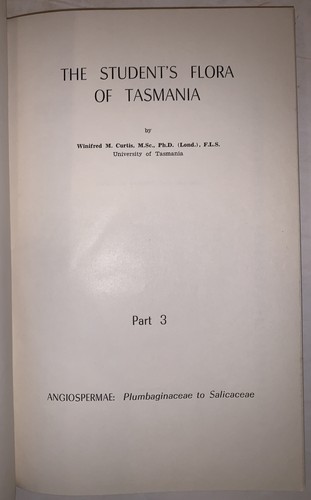 THE STUDENT'S FLORA
OF TASMANIA
by
Winifred M. Curtis, M.Sc., Ph.D. (Lond.), F.L.S.
University of Tasmania
Part 3
ANGIOSPERMAE: Plumbaginaceae to Salicaceae